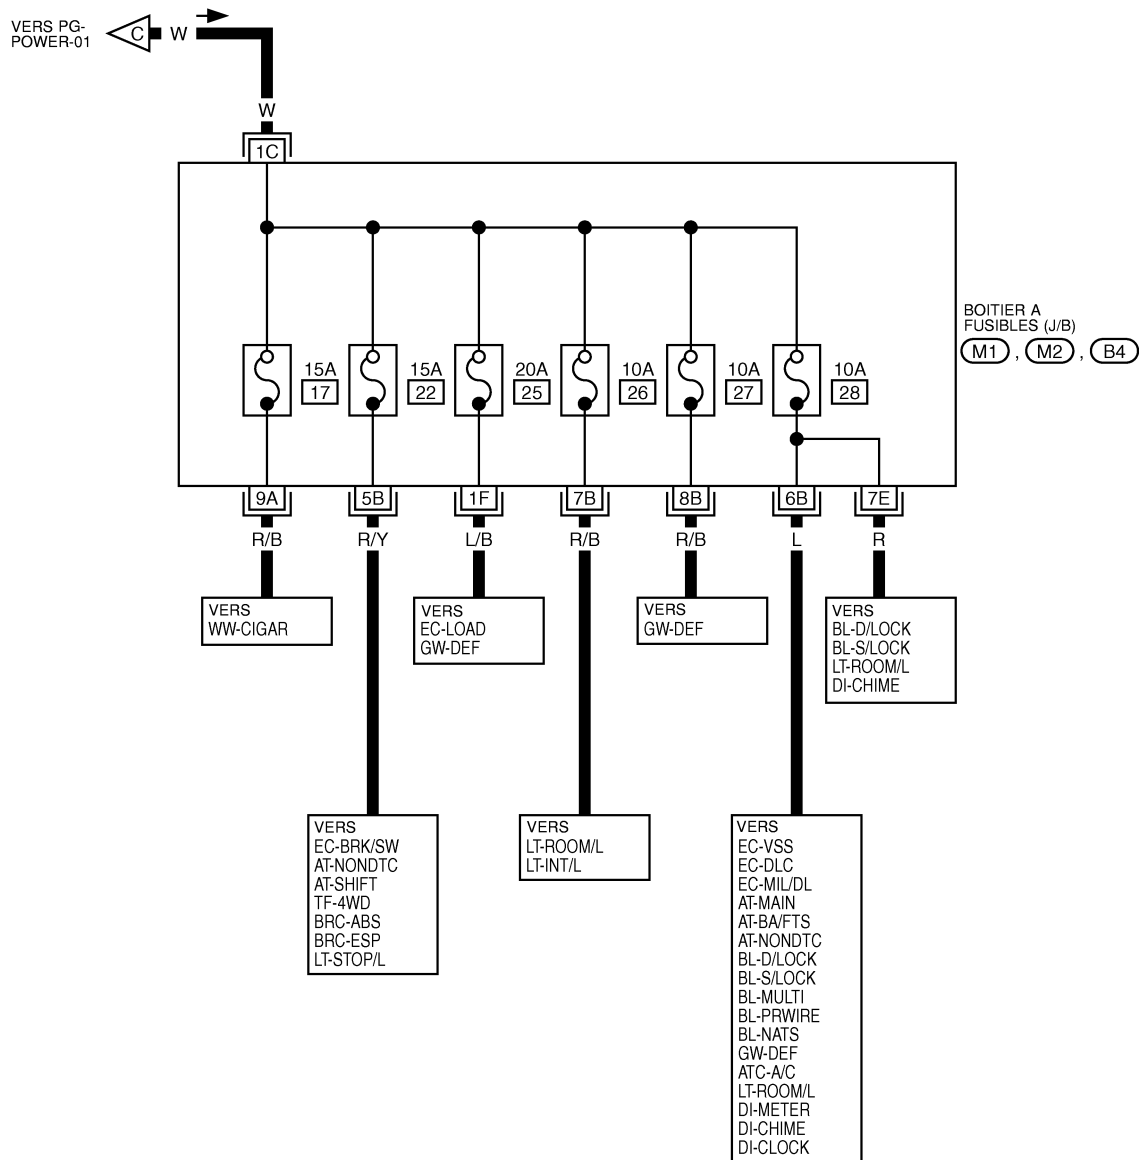 VERS PG-
POWER-01
C
W
W
1C
BOITIER A
FUSIBLES (J/B)
M1 , M2 , B4
15A
17
15A
22
20A
25
10A
26
10A
27
10A
28
9A
5B
1F
7B
8B
6B
7E
R/B
R/Y
L/B
R/B
R/B
L
R
VERS
WW-CIGAR
VERS
EC-LOAD
GW-DEF
VERS
GW-DEF
VERS
BL-D/LOCK
BL-S/LOCK
LT-ROOM/L
DI-CHIME
VERS
EC-BRK/SW
AT-NONDTC
AT-SHIFT
TF-4WD
BRC-ABS
BRC-ESP
LT-STOP/L
VERS
LT-ROOM/L
LT-INT/L
VERS
EC-VSS
EC-DLC
EC-MIL/DL
AT-MAIN
AT-BA/FTS
AT-NONDTC
BL-D/LOCK
BL-S/LOCK
BL-MULTI
BL-PRWIRE
BL-NATS
GW-DEF
ATC-A/C
LT-ROOM/L
DI-METER
DI-CHIME
DI-CLOCK